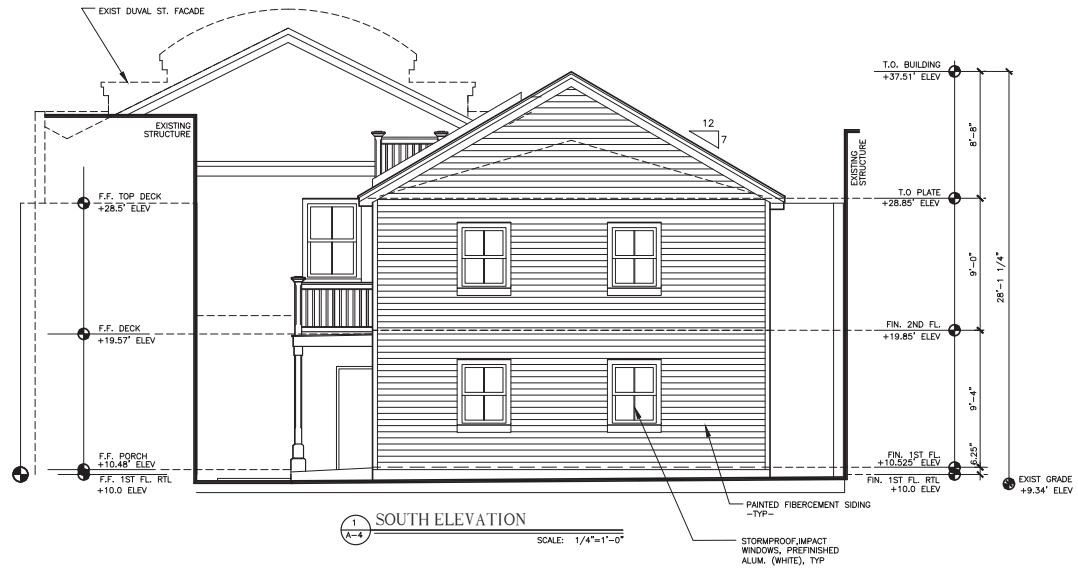 EXIST DUVAL ST. FACADE
EXISTING
STRUCTURE
12
7
EXISTING
STRUCTURE
T.O. BUILDING
+37.51' ELEV
8'-8"
F.F. TOP DECK
+28.5' ELEV
T.O PLATE
+28.85' ELEV
9'-0"
28'-1 1/4"
F.F. DECK
+19.57' ELEV
FIN. 2ND FL.
+19.85' ELEV
9'-4"
F.F. PORCH
+10.48' ELEV
F.F. 1ST FL. RTL
+10.0 ELEV
FIN. 1ST FL.
+10.525' ELEV
6.25"
FIN. 1ST FL. RTL
+10.0 ELEV
EXIST GRADE
+9.34' ELEV
PAINTED FIBERCEMENT SIDING
-TYP-
STORMPROOF,IMPACT
WINDOWS, PREFINISHED
ALUM. (WHITE), TYP
1
A-4
SOUTH ELEVATION
SCALE: 1/4"=1'-0"